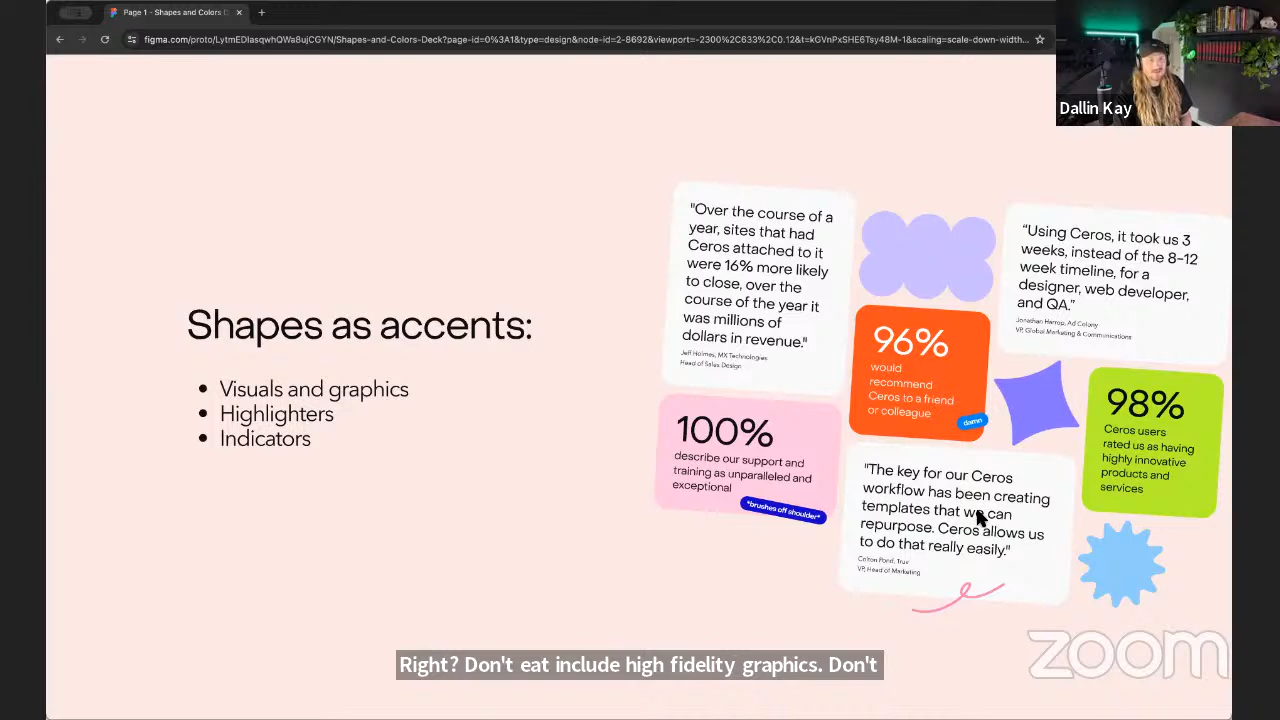 Page 1 - Shapes and Colors D
figma.com/proto/LytmEDIasqwhQWa8ujCGYN/Shapes-and-Colors-Deck?page-id=0%3A1&type=design&node-id=2-8692&viewport=-2300%2C633%2C0.12&t=kGVnPxSHE6Tsy48M-1&scaling=scale-down-width...
Dallin Kay
Shapes as accents:
Visuals and graphics
Highlighters
Indicators
"Over the course of a
year, sites that had
Ceros attached to it
were 16% more likely
to close, over the
course of the year it
was millions of
dollars in revenue."
Jeff Holmes, MX Technologies
Head of Sales Design
"Using Ceros, it took us 3
weeks, instead of the 8-12
week timeline, for a
designer, web developer,
and QA."
Jonathan Harrop, Ad Colony
VP, Global Marketing & Communications
96%
would
recommend
Ceros to a friend
or colleague
damn
98%
Ceros users
rated us as having
highly innovative
products and
services
100%
describe our support and
training as unparalleled and
exceptional
*brushes off shoulder*
"The key for our Ceros
workflow has been creating
templates that we can
repurpose. Ceros allows us
to do that really easily."
Colton Pond, Truv
VP, Head of Marketing
Right? Don't eat include high fidelity graphics. Don't
zoom